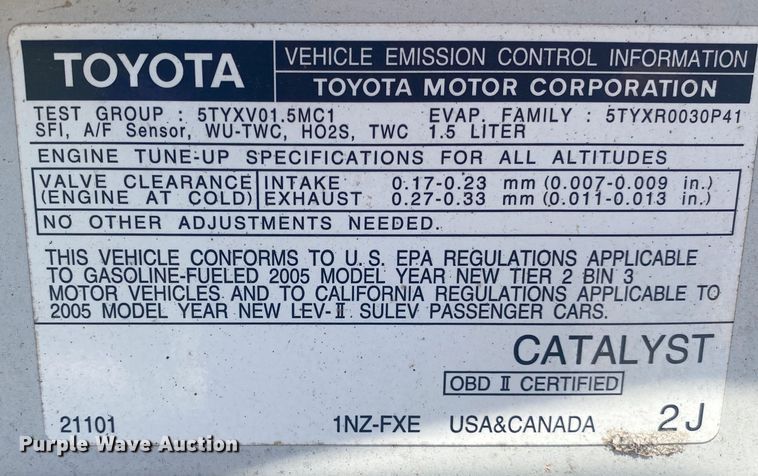 TOYOTA
VEHICLE EMISSION CONTROL INFORMATION
TOYOTA MOTOR CORPORATION
TEST GROUP : 5TYXV01.5MC1 EVAP. FAMILY : 5TYXR0030P41
SFI, A/F Sensor, WU-TWC, HO2S, TWC 1.5 LITER
ENGINE TUNE-UP SPECIFICATIONS FOR ALL ALTITUDES
VALVE CLEARANCE INTAKE 0.17-0.23 mm (0.007-0.009 in.)
(ENGINE AT COLD) EXHAUST 0.27-0.33 mm (0.011-0.013 in.)
NO OTHER ADJUSTMENTS NEEDED.
THIS VEHICLE CONFORMS TO U.S. EPA REGULATIONS APPLICABLE
TO GASOLINE-FUELED 2005 MODEL YEAR NEW TIER 2 BIN 3
MOTOR VEHICLES AND TO CALIFORNIA REGULATIONS APPLICABLE TO
2005 MODEL YEAR NEW LEV-II SULEV PASSENGER CARS.
CATALYST
OBD II CERTIFIED
21101 1NZ-FXE USA&CANADA 2J
Purple Wave Auction